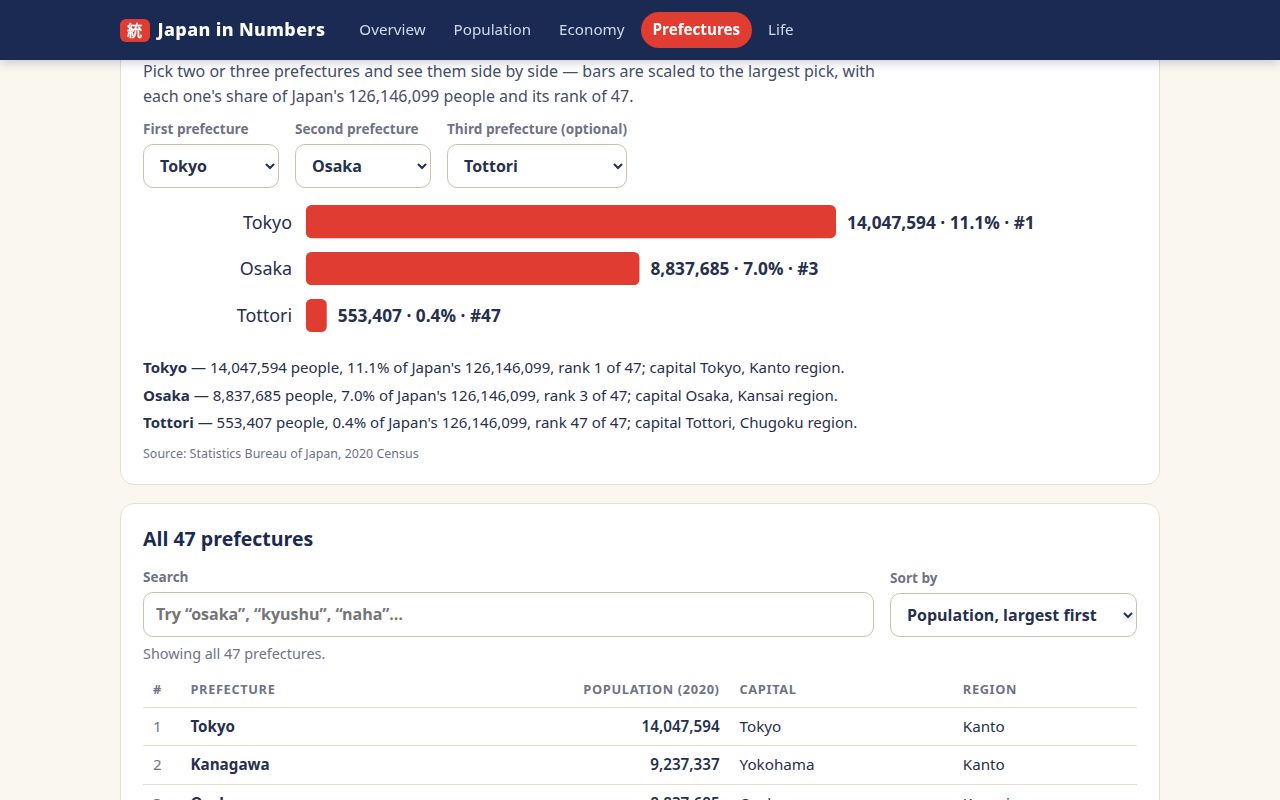 統 Japan in Numbers Overview Population Economy Prefectures Life
Pick two or three prefectures and see them side by side — bars are scaled to the largest pick, with
each one's share of Japan's 126,146,099 people and its rank of 47.
First prefecture Second prefecture Third prefecture (optional)
Tokyo Osaka Tottori
Tokyo 14,047,594 · 11.1% · #1
Osaka 8,837,685 · 7.0% · #3
Tottori 553,407 · 0.4% · #47
Tokyo — 14,047,594 people, 11.1% of Japan's 126,146,099, rank 1 of 47; capital Tokyo, Kanto region.
Osaka — 8,837,685 people, 7.0% of Japan's 126,146,099, rank 3 of 47; capital Osaka, Kansai region.
Tottori — 553,407 people, 0.4% of Japan's 126,146,099, rank 47 of 47; capital Tottori, Chugoku region.
Source: Statistics Bureau of Japan, 2020 Census
All 47 prefectures
Search Sort by
Try “osaka”, “kyushu”, “naha”… Population, largest first
Showing all 47 prefectures.
# PREFECTURE POPULATION (2020) CAPITAL REGION
1 Tokyo 14,047,594 Tokyo Kanto
2 Kanagawa 9,237,337 Yokohama Kanto